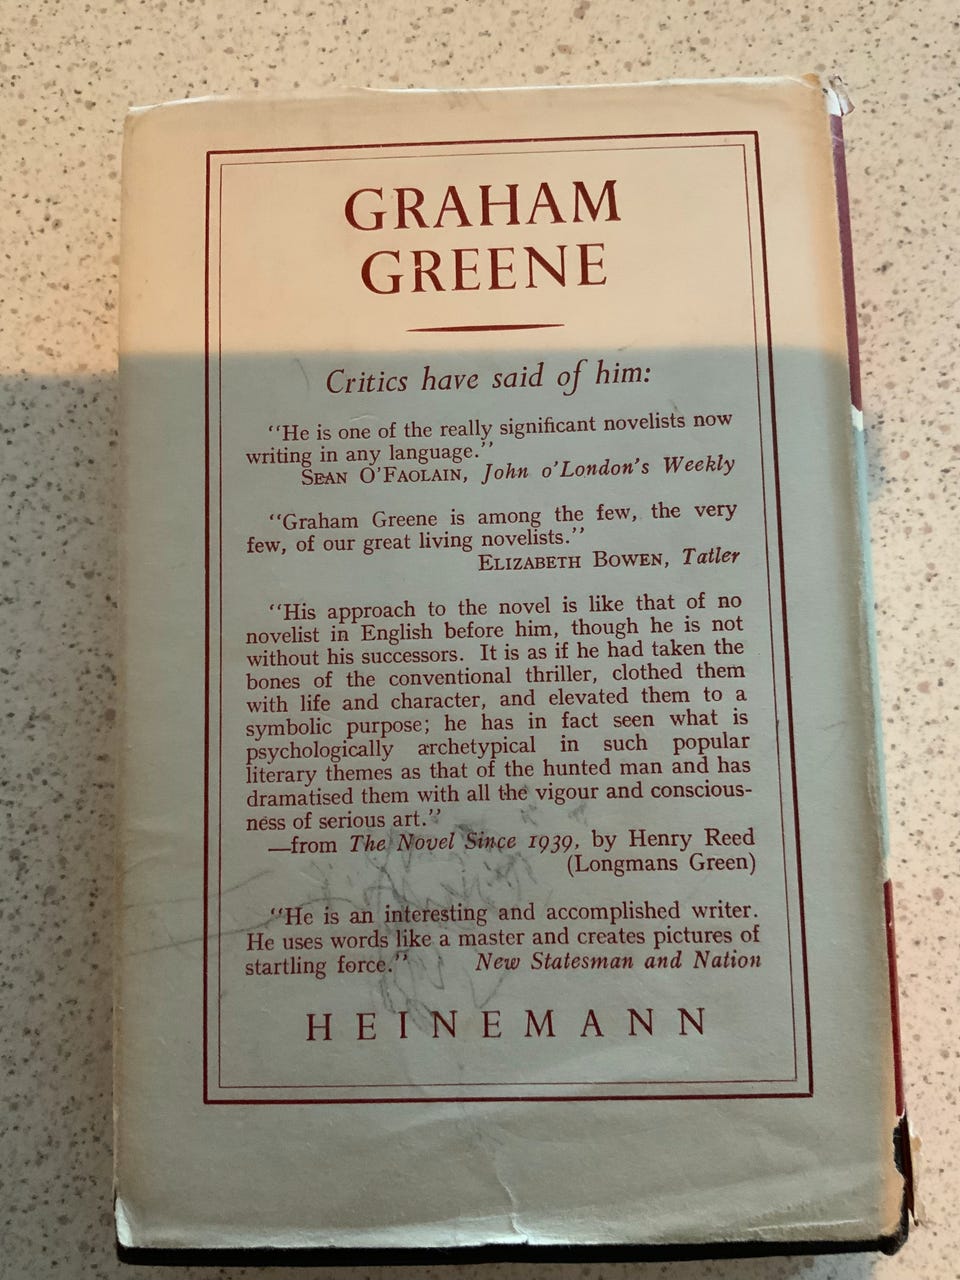 GRAHAM
GREENE
Critics have said of him:
‘‘He is one of the really significant novelists now
writing in any language.’’
SEAN O’FAOLAIN, John o’London’s Weekly
‘‘Graham Greene is among the few, the very
few, of our great living novelists.’’
ELIZABETH BOWEN, Tatler
‘‘His approach to the novel is like that of no
novelist in English before him, though he is not
without his successors. It is as if he had taken the
bones of the conventional thriller, clothed them
with life and character, and elevated them to a
symbolic purpose; he has in fact seen what is
psychologically archetypical in such popular
literary themes as that of the hunted man and has
dramatised them with all the vigour and conscious-
ness of serious art.’’
—from The Novel Since 1939, by Henry Reed
(Longmans Green)
‘‘He is an interesting and accomplished writer.
He uses words like a master and creates pictures of
startling force.’’ New Statesman and Nation
HEINEMANN